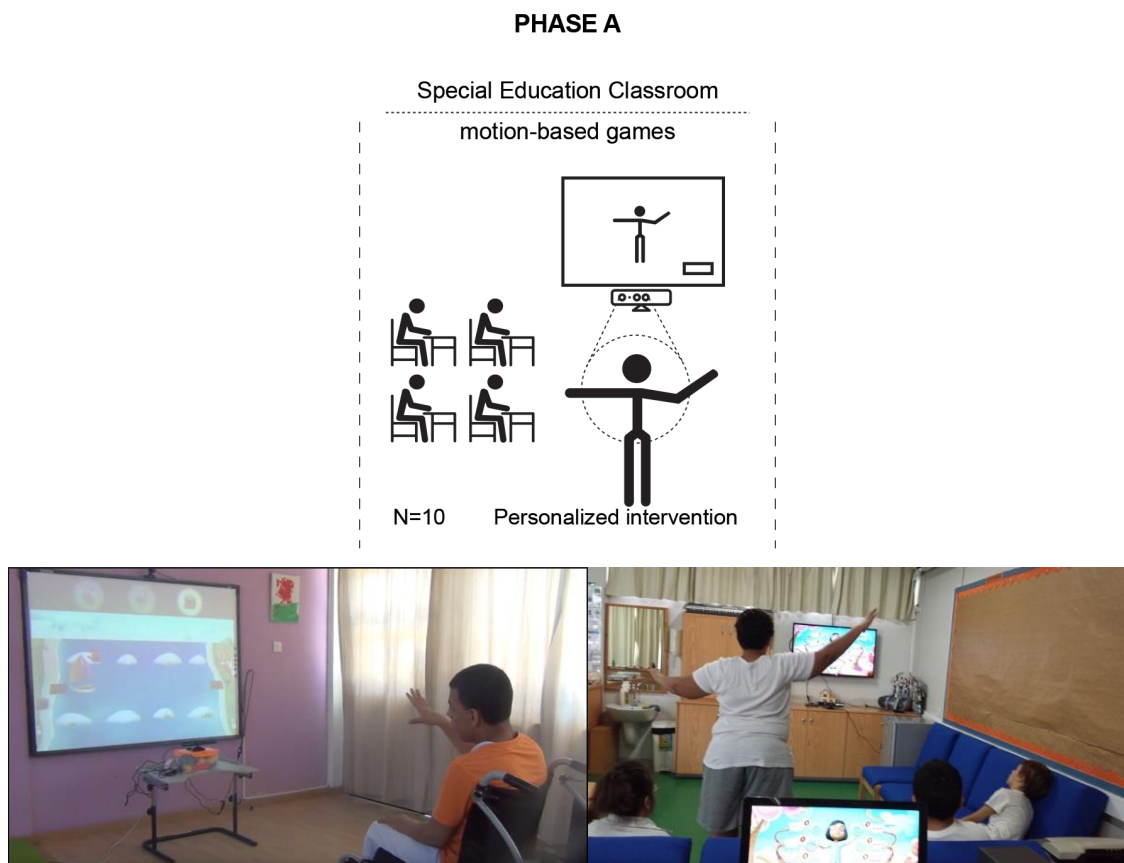 PHASE A
Special Education Classroom
motion-based games
N=10 Personalized intervention